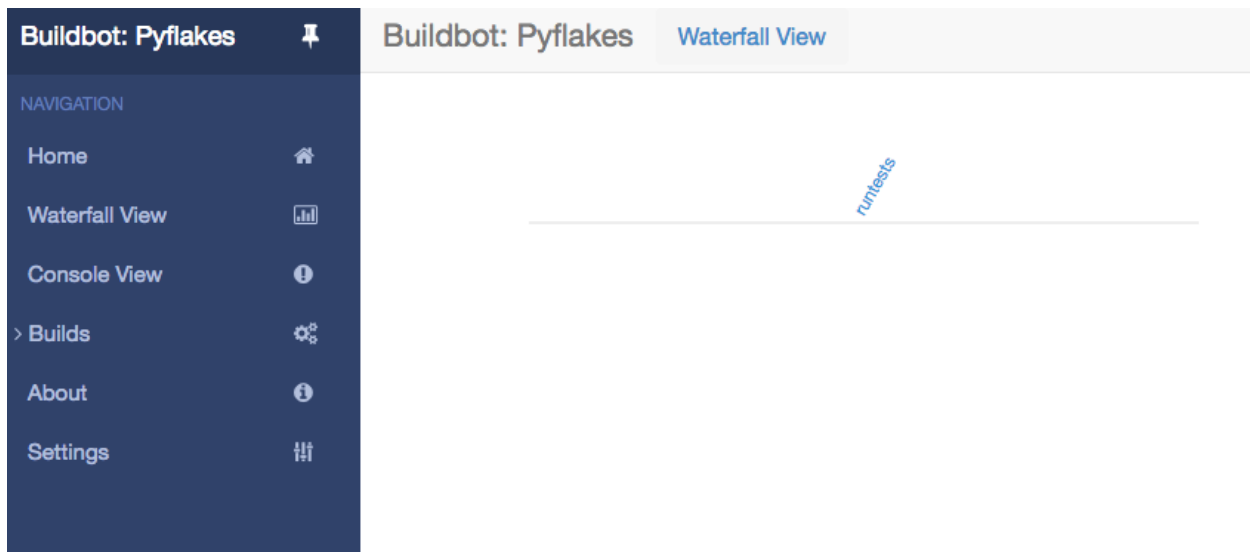 Buildbot: Pyflakes
NAVIGATION
Home
Waterfall View
Console View
Builds
About
Settings
Buildbot: Pyflakes Waterfall View
runtests